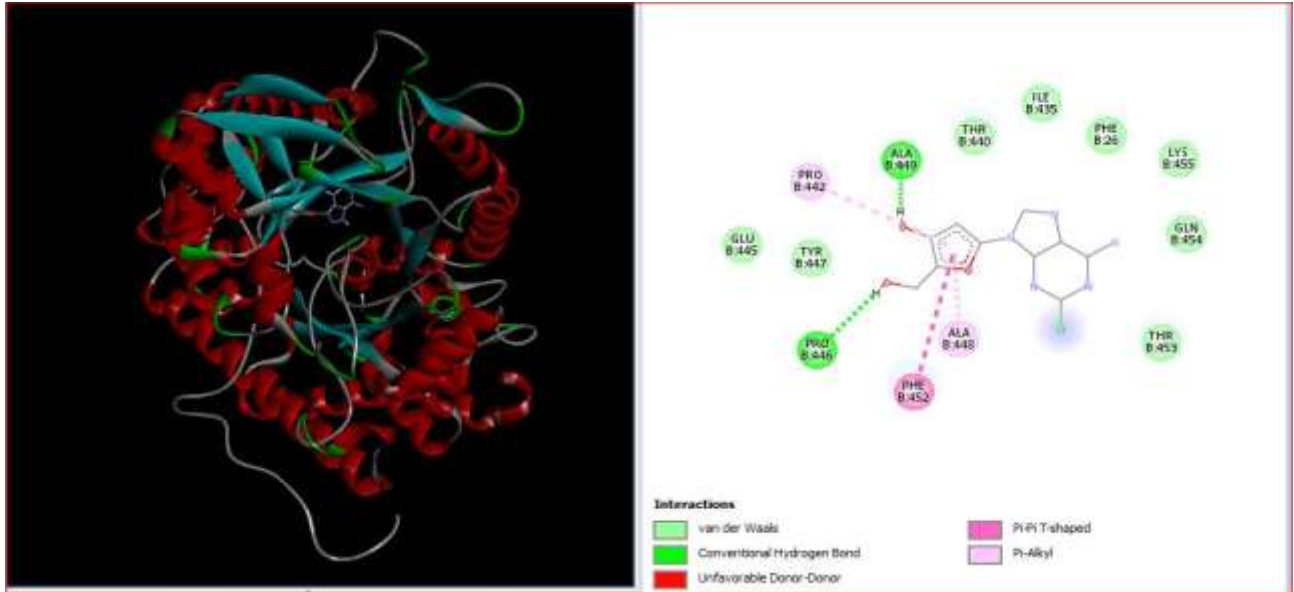 ILE
B:435
THR
B:440
PHE
B:26
ALA
B:449
LYS
B:455
PRO
B:442
GLN
B:454
GLU
B:445
TYR
B:447
H
O
H
O
O
N
N
N
N
ALA
B:448
THR
B:453
PRO
B:446
PHE
B:452
Interactions
van der Waals
Pi-Pi T-shaped
Conventional Hydrogen Bond
Pi-Alkyl
Unfavorable Donor-Donor